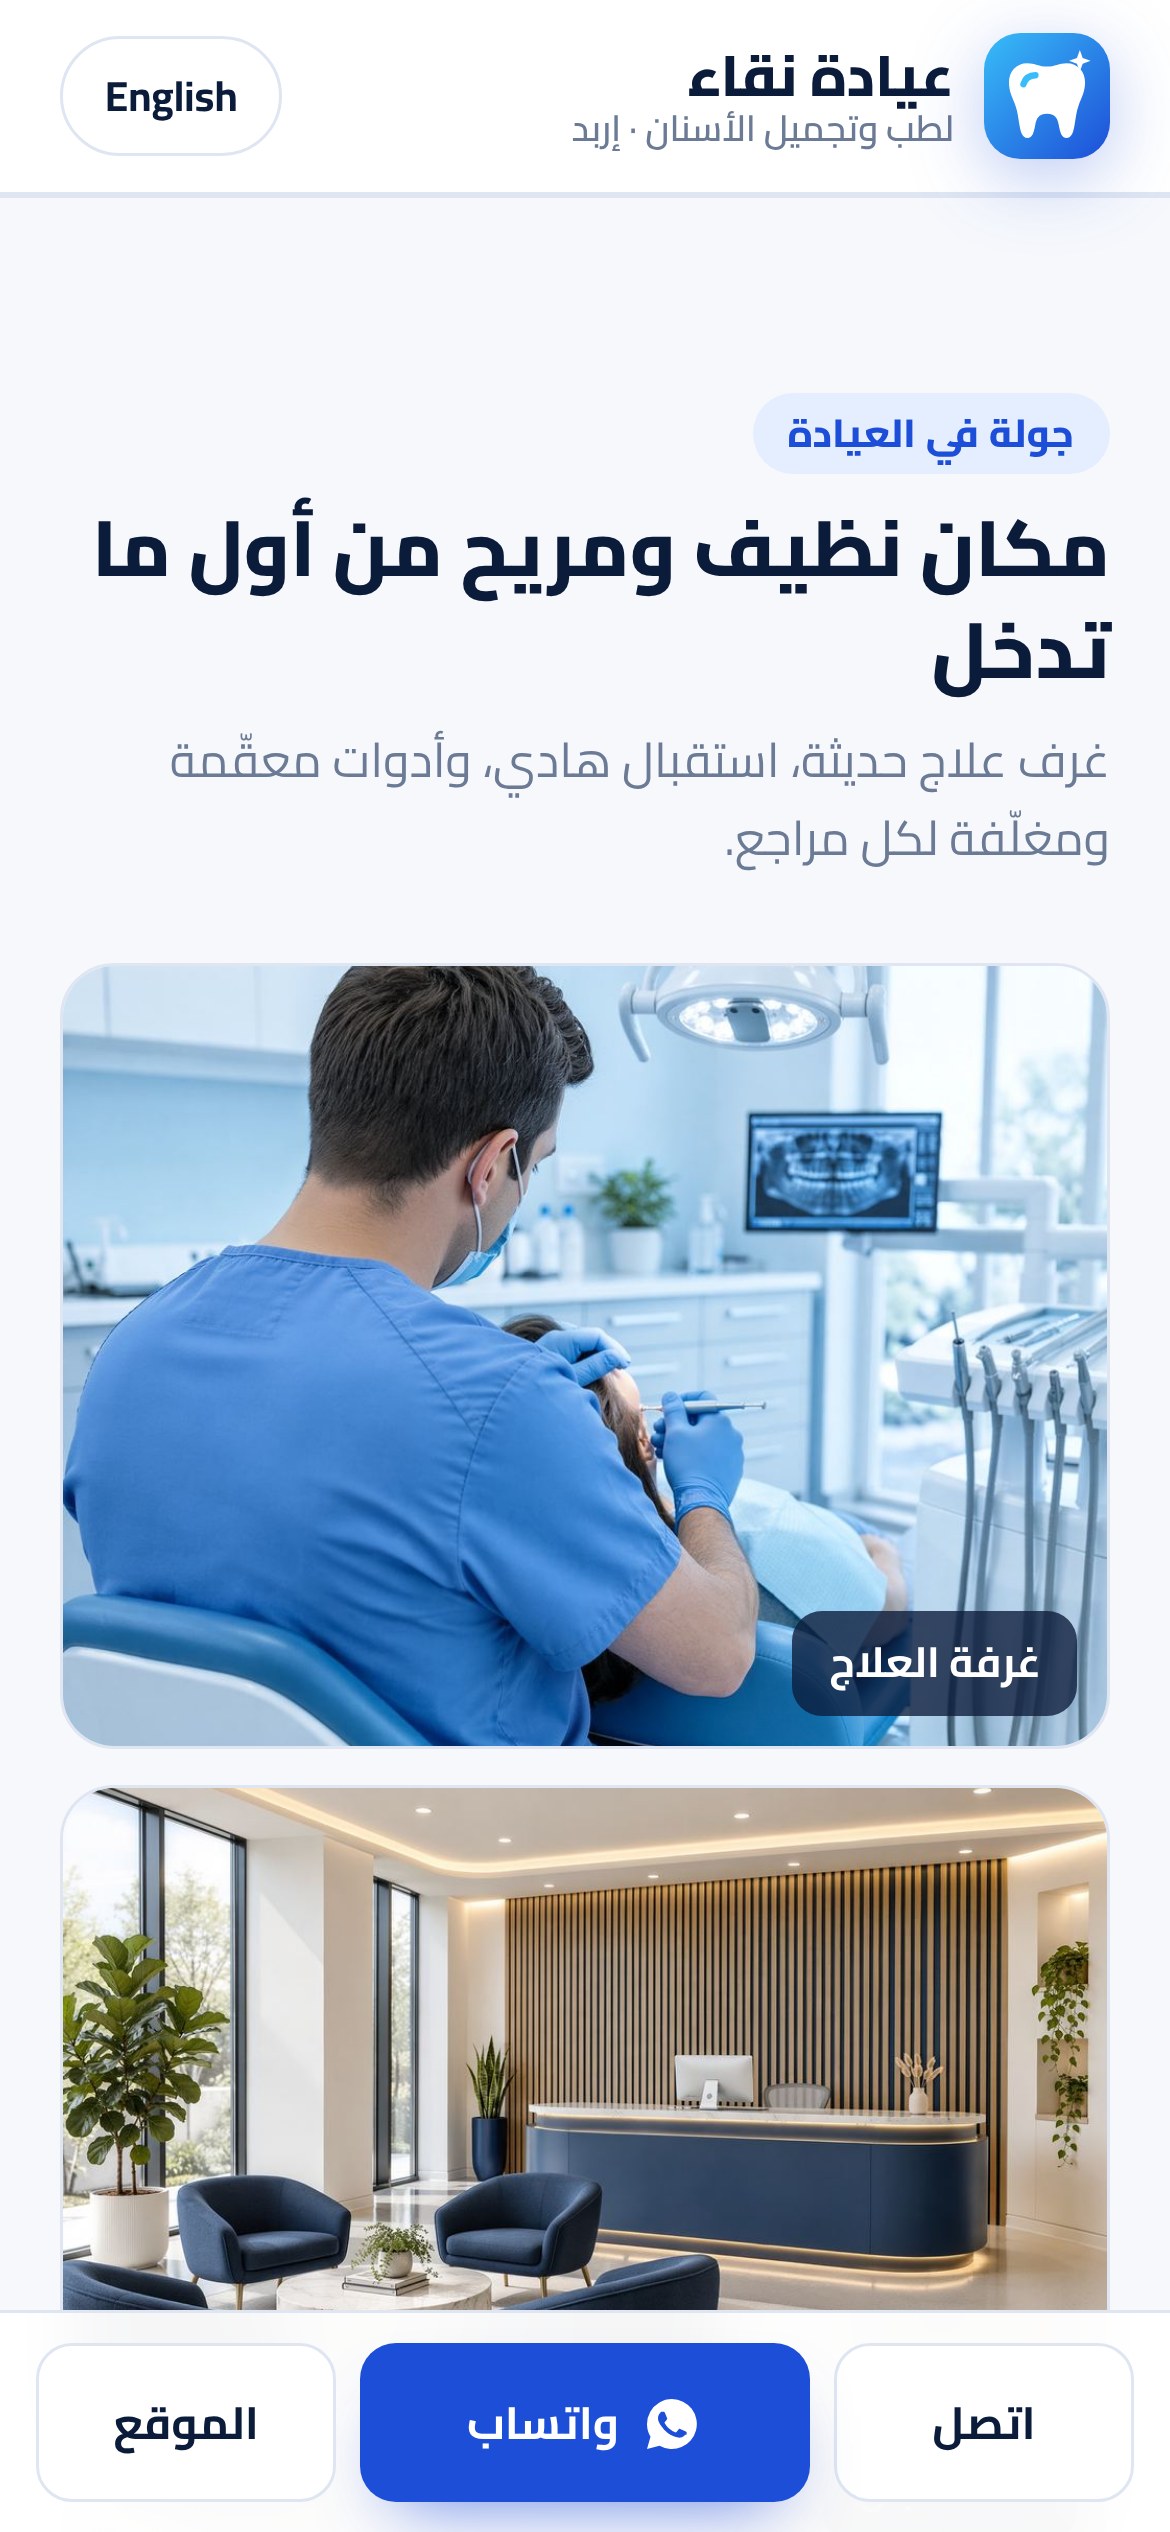 عيادة نقاء
لطب وتجميل الأسنان · إربد
English
جولة في العيادة
مكان نظيف ومريح من أول ما
تدخل
غرف علاج حديثة، استقبال هادي، وأدوات معقّمة
ومغلّفة لكل مراجع.
غرفة العلاج
اتصل
واتساب
الموقع